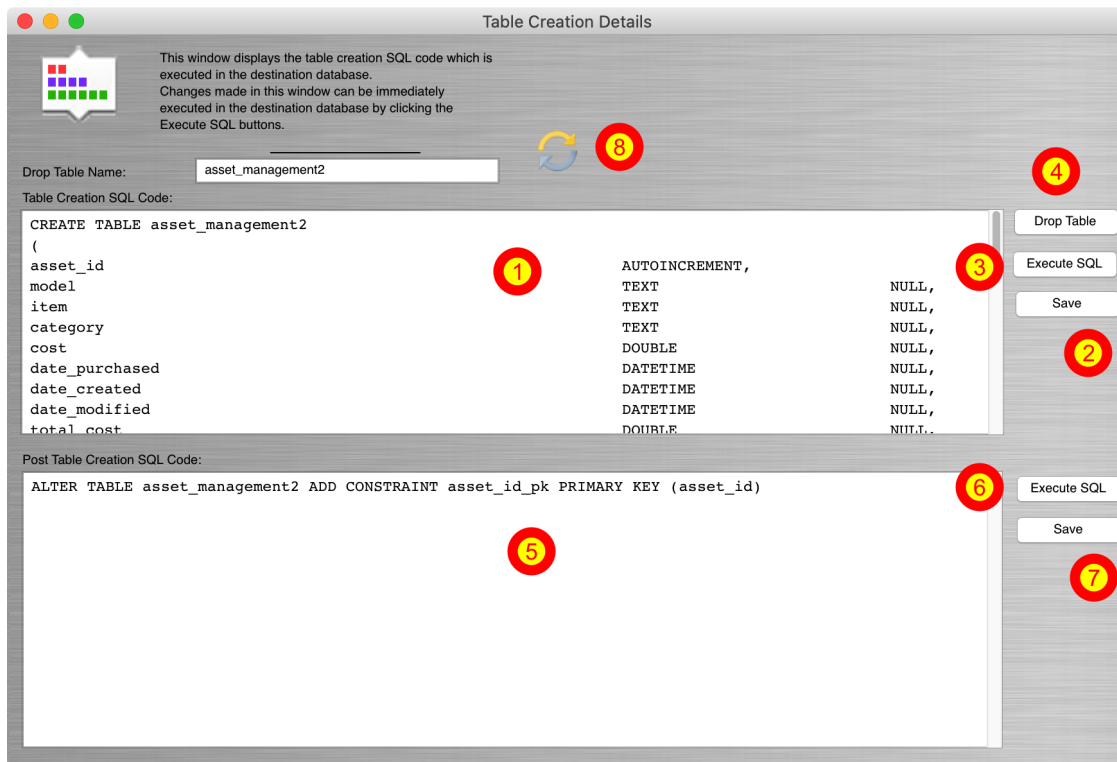 Table Creation Details
This window displays the table creation SQL code which is
executed in the destination database.
Changes made in this window can be immediately
executed in the destination database by clicking the
Execute SQL buttons.
8
Drop Table Name: asset_management2
4
Table Creation SQL Code:
CREATE TABLE asset_management2
Drop Table
(
asset_id AUTOINCREMENT,
1
3
Execute SQL
model TEXT NULL,
item TEXT NULL,
Save
category TEXT NULL,
cost DOUBLE NULL,
2
date_purchased DATETIME NULL,
date_created DATETIME NULL,
date_modified DATETIME NULL,
total_cost DOUBLE NULL,
Post Table Creation SQL Code:
ALTER TABLE asset_management2 ADD CONSTRAINT asset_id_pk PRIMARY KEY (asset_id)
6
Execute SQL
Save
5
7